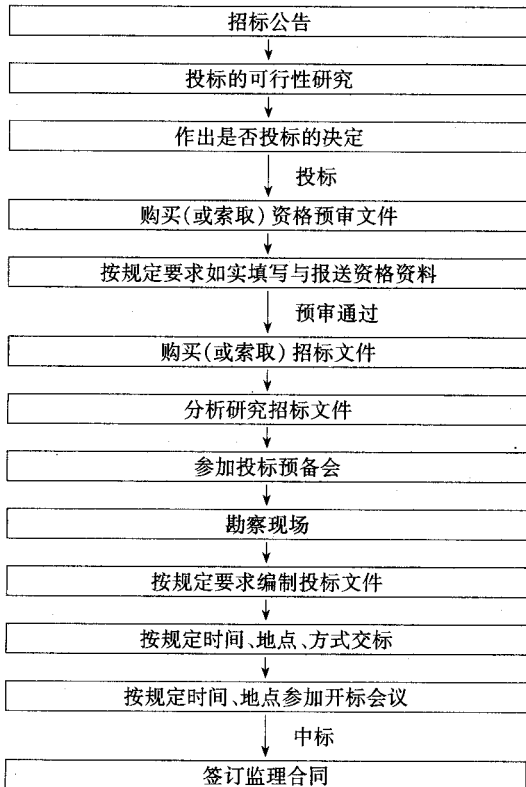 招标公告
投标的可行性研究
作出是否投标的决定
投标
购买(或索取)资格预审文件
按规定要求如实填写与报送资格资料
预审通过
购买(或索取)招标文件
分析研究招标文件
参加投标预备会
勘察现场
按规定要求编制投标文件
按规定时间、地点、方式交标
按规定时间、地点参加开标会议
中标
签订监理合同